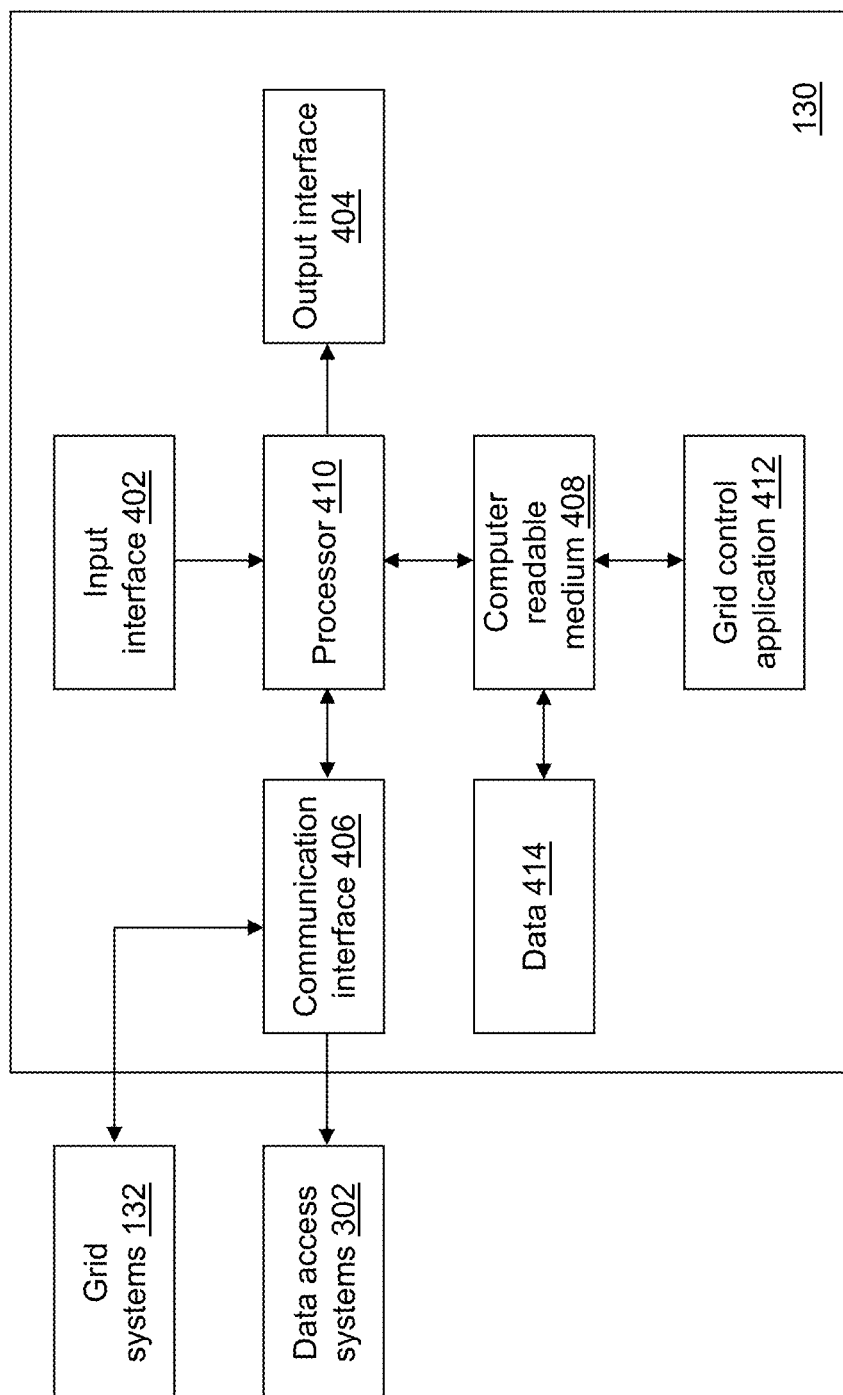 Grid
systems 132
Data access
systems 302
Input
interface 402
Communication
interface 406
Processor 410
Output interface
404
Data 414
Computer
readable
medium 408
Grid control
application 412
130